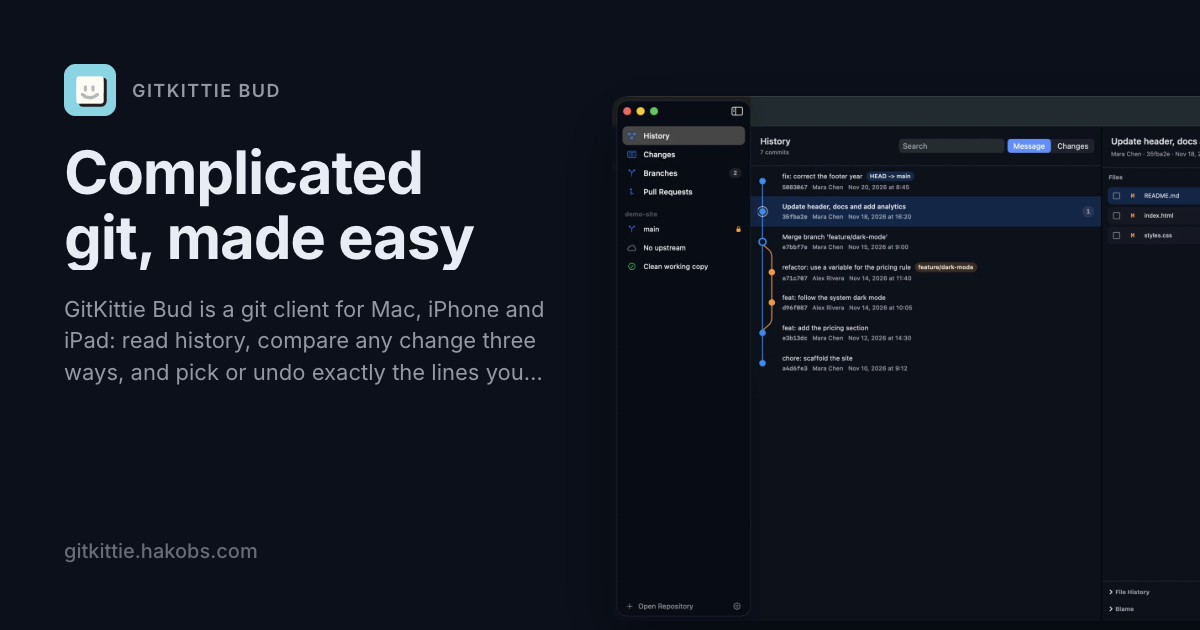 GITKITTIE BUD
Complicated
git, made easy
GitKittie Bud is a git client for Mac, iPhone and
iPad: read history, compare any change three
ways, and pick or undo exactly the lines you...
gitkittie.hakobs.com
History
Changes
Branches 2
Pull Requests
demo-site
main
No upstream
Clean working copy
+ Open Repository
History
7 commits
Search
Message Changes
fix: correct the footer year HEAD -> main
5083067 Mara Chen Nov 20, 2026 at 8:45
Update header, docs and add analytics
35fba2e Mara Chen Nov 18, 2026 at 16:20
1
Merge branch 'feature/dark-mode'
e7bbf7a Mara Chen Nov 15, 2026 at 9:00
refactor: use a variable for the pricing rule feature/dark-mode
e71c707 Alex Rivera Nov 14, 2026 at 11:40
feat: follow the system dark mode
d96f087 Alex Rivera Nov 14, 2026 at 10:05
feat: add the pricing section
e3b13dc Mara Chen Nov 12, 2026 at 14:30
chore: scaffold the site
a4d6fe3 Mara Chen Nov 10, 2026 at 9:12
Update header, docs
Mara Chen · 35fba2e · Nov 18, 2
Files
M README.md
M index.html
M styles.css
File History
Blame